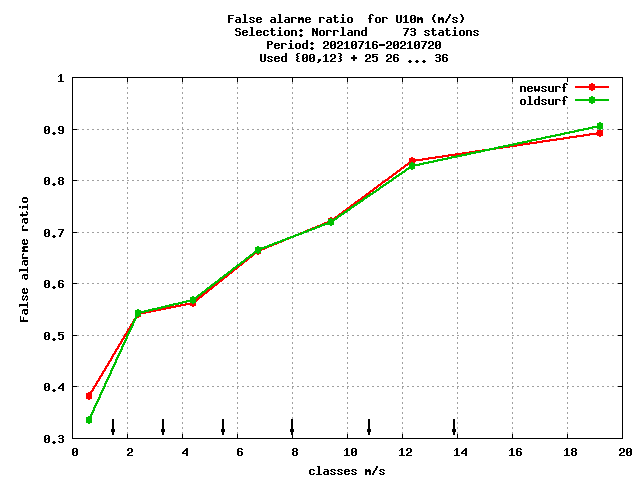 False alarme ratio  for U10m (m/s)
Selection: Norrland     73 stations
Period: 20210716-20210720
Used {00,12} + 25 26 ... 36
newsurf
oldsurf
1
0.9
0.8
0.7
0.6
0.5
0.4
0.3
False alarme ratio
0 2 4 6 8 10 12 14 16 18 20
classes m/s